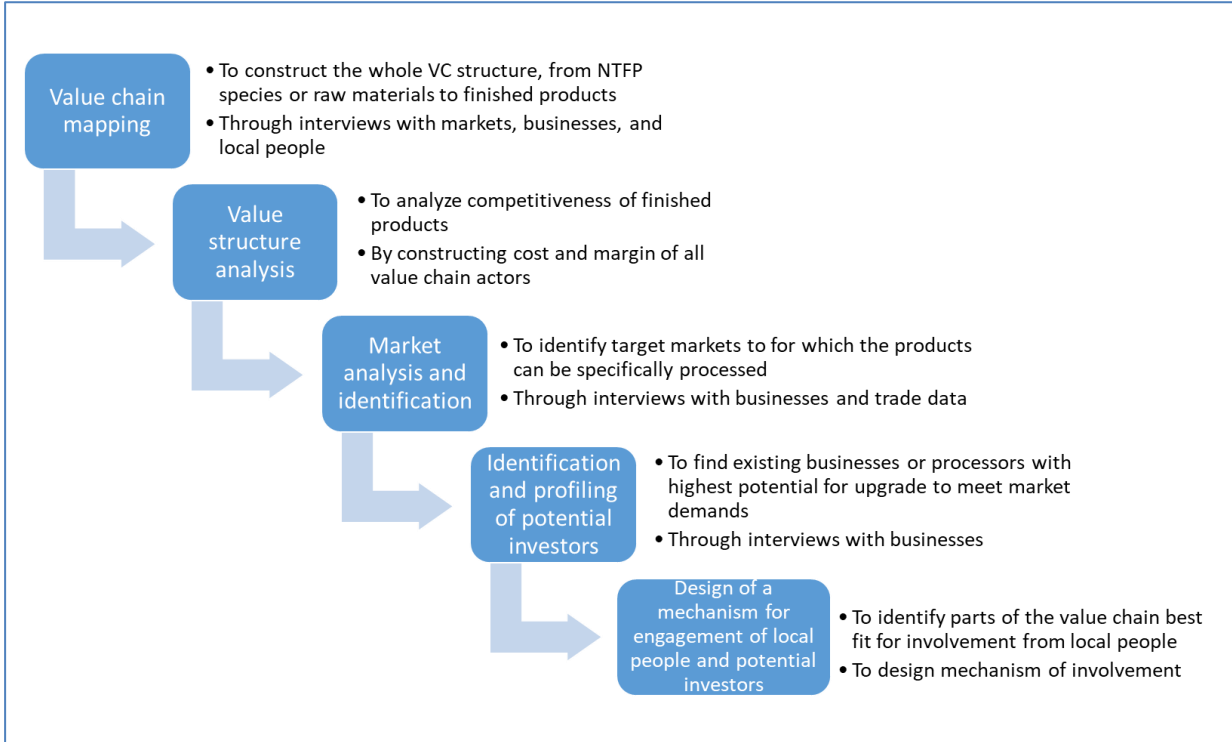 Value chain
mapping
• To construct the whole VC structure, from NTFP
species or raw materials to finished products
• Through interviews with markets, businesses, and
local people
Value
structure
analysis
• To analyze competitiveness of finished
products
• By constructing cost and margin of all
value chain actors
Market
analysis and
identification
• To identify target markets to for which the products
can be specifically processed
• Through interviews with businesses and trade data
Identification
and profiling
of potential
investors
• To find existing businesses or processors with
highest potential for upgrade to meet market
demands
• Through interviews with businesses
Design of a
mechanism for
engagement of local
people and potential
investors
• To identify parts of the value chain best
fit for involvement from local people
• To design mechanism of involvement